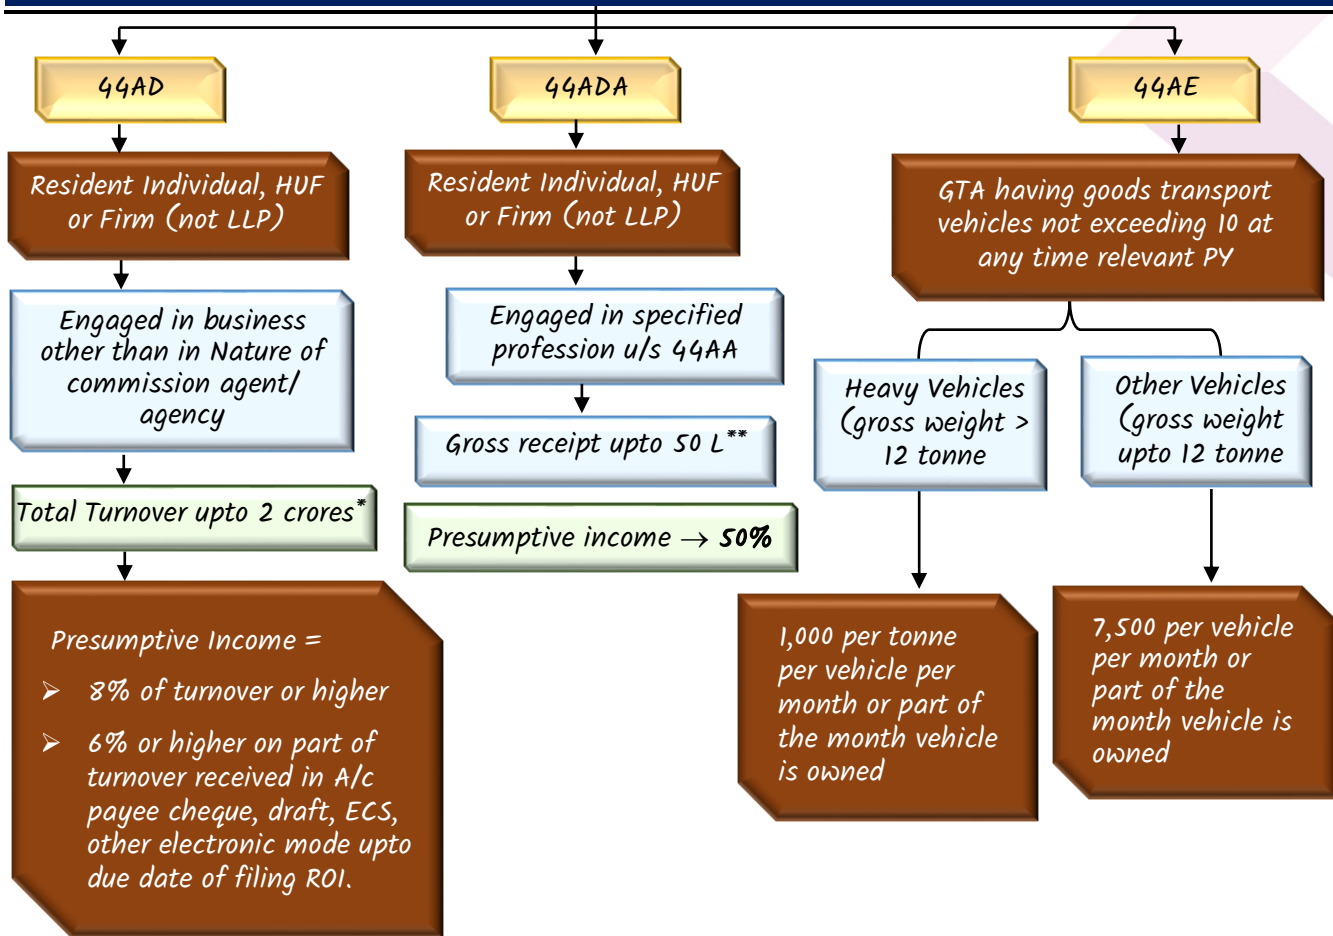 44AD
Resident Individual, HUF
or Firm (not LLP)
Engaged in business
other than in Nature of
commission agent/
agency
Total Turnover upto 2 crores*
Presumptive Income =
➢ 8% of turnover or higher
➢ 6% or higher on part of
turnover received in A/c
payee cheque, draft, ECS,
other electronic mode upto
due date of filing ROI.
44ADA
Resident Individual, HUF
or Firm (not LLP)
Engaged in specified
profession u/s 44AA
Gross receipt upto 50 L**
Presumptive income → 50%
44AE
GTA having goods transport
vehicles not exceeding 10 at
any time relevant PY
Heavy Vehicles
(gross weight >
12 tonne
1,000 per tonne
per vehicle per
month or part of
the month vehicle
is owned
Other Vehicles
(gross weight
upto 12 tonne
7,500 per vehicle
per month or
part of the
month vehicle is
owned